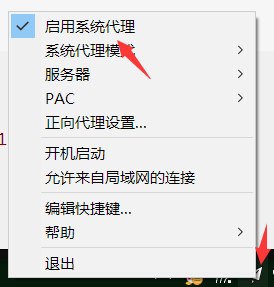 启用系统代理
系统代理模式
服务器
PAC
正向代理设置...
1
开机启动
允许来自局域网的连接
编辑快捷键...
帮助
退出